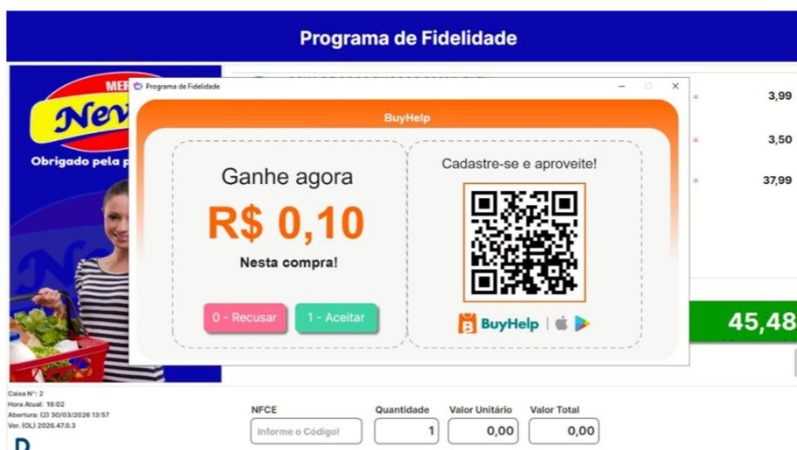 Programa de Fidelidade
Programa de Fidelidade
BuyHelp
Obrigado pela
Ganhe agora
R$ 0,10
Nesta compra!
0 - Recusar
1 - Aceitar
Cadastre-se e aproveite!
BuyHelp
= 3,99
= 3,50
= 37,99
45,48
Caixa Nº: 2
Hora Atual: 16:02
Abertura: (2) 30/03/2026 13:57
Ver. (OL) 2026.47.0.3
NFCE
Informe o Código!
Quantidade
1
Valor Unitário
0,00
Valor Total
0,00